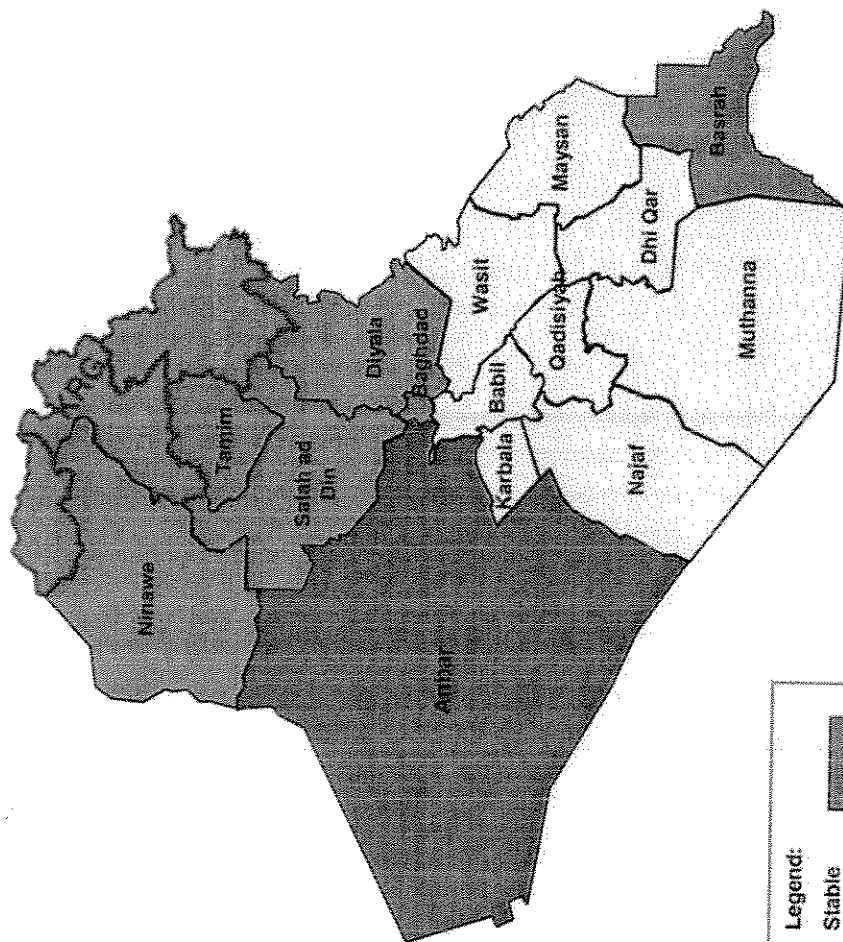 KRG
Ninawe
Tamim
Salah ad
Din
Diyala
Baghdad
Anbar
Wasit
Maysan
Babil
Karbala
Qadisiyah
Najaf
Dhi Qar
Basrah
Muthanna
Legend:
Stable